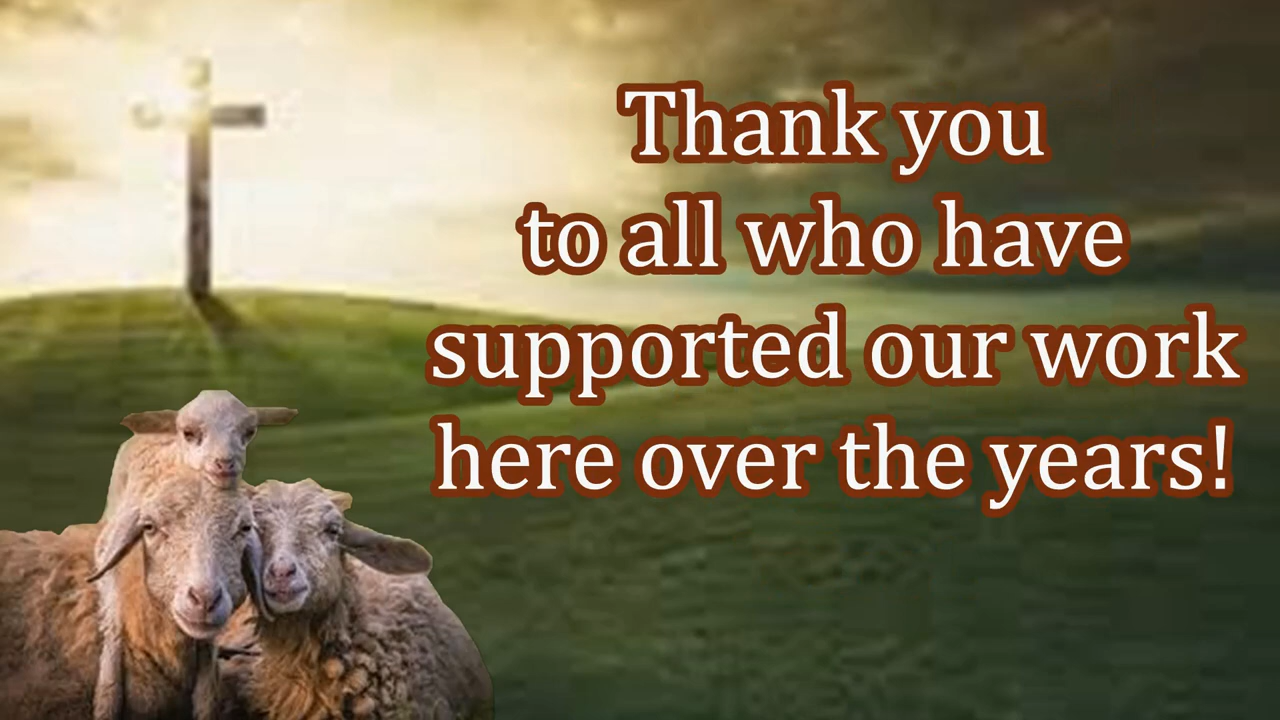 Thank you
to all who have
supported our work
here over the years!